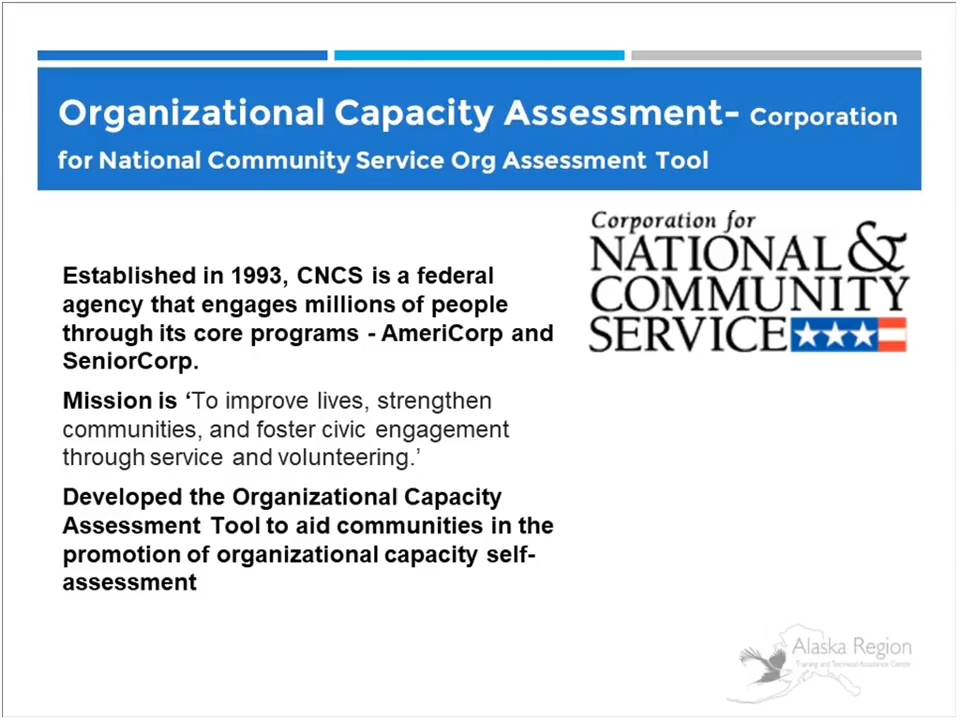 Organizational Capacity Assessment- Corporation
for National Community Service Org Assessment Tool
Corporation for
NATIONAL &
COMMUNITY
SERVICE
Established in 1993, CNCS is a federal
agency that engages millions of people
through its core programs - AmeriCorp and
SeniorCorp.
Mission is ‘To improve lives, strengthen
communities, and foster civic engagement
through service and volunteering.’
Developed the Organizational Capacity
Assessment Tool to aid communities in the
promotion of organizational capacity self-
assessment
Alaska Region
Training and Technical Assistance Center